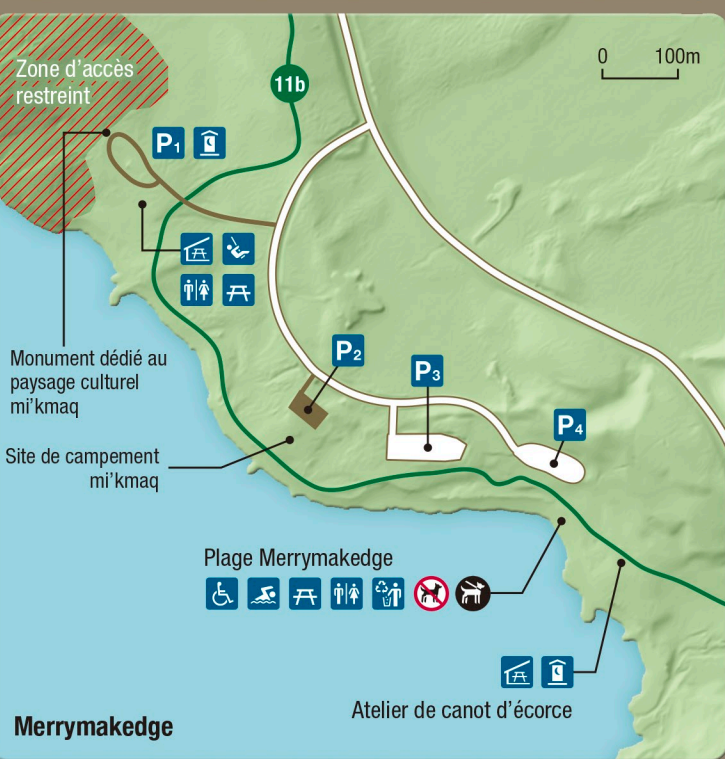 Zone d'accès
restreint
11b
0 100m
P1
Monument dédié au
paysage culturel
mi'kmaq
P2
P3
P4
Site de campement
mi'kmaq
Plage Merrymakedge
Atelier de canot d'écorce
Merrymakedge